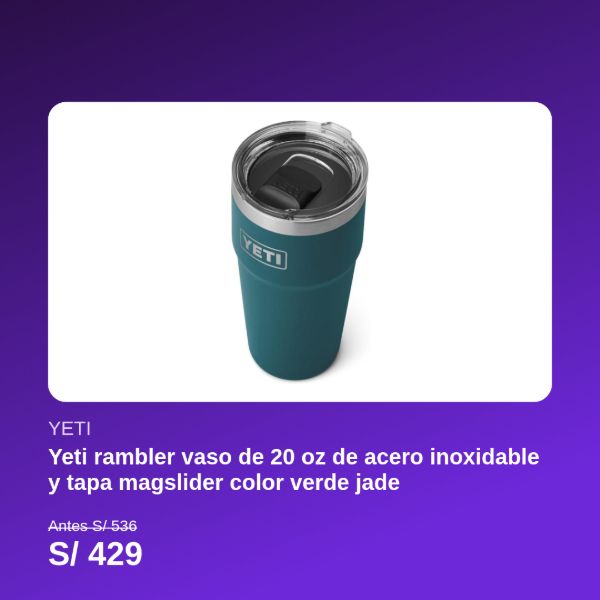 YETI
YETI
Yeti rambler vaso de 20 oz de acero inoxidable
y tapa magslider color verde jade
Antes S/ 536
S/ 429